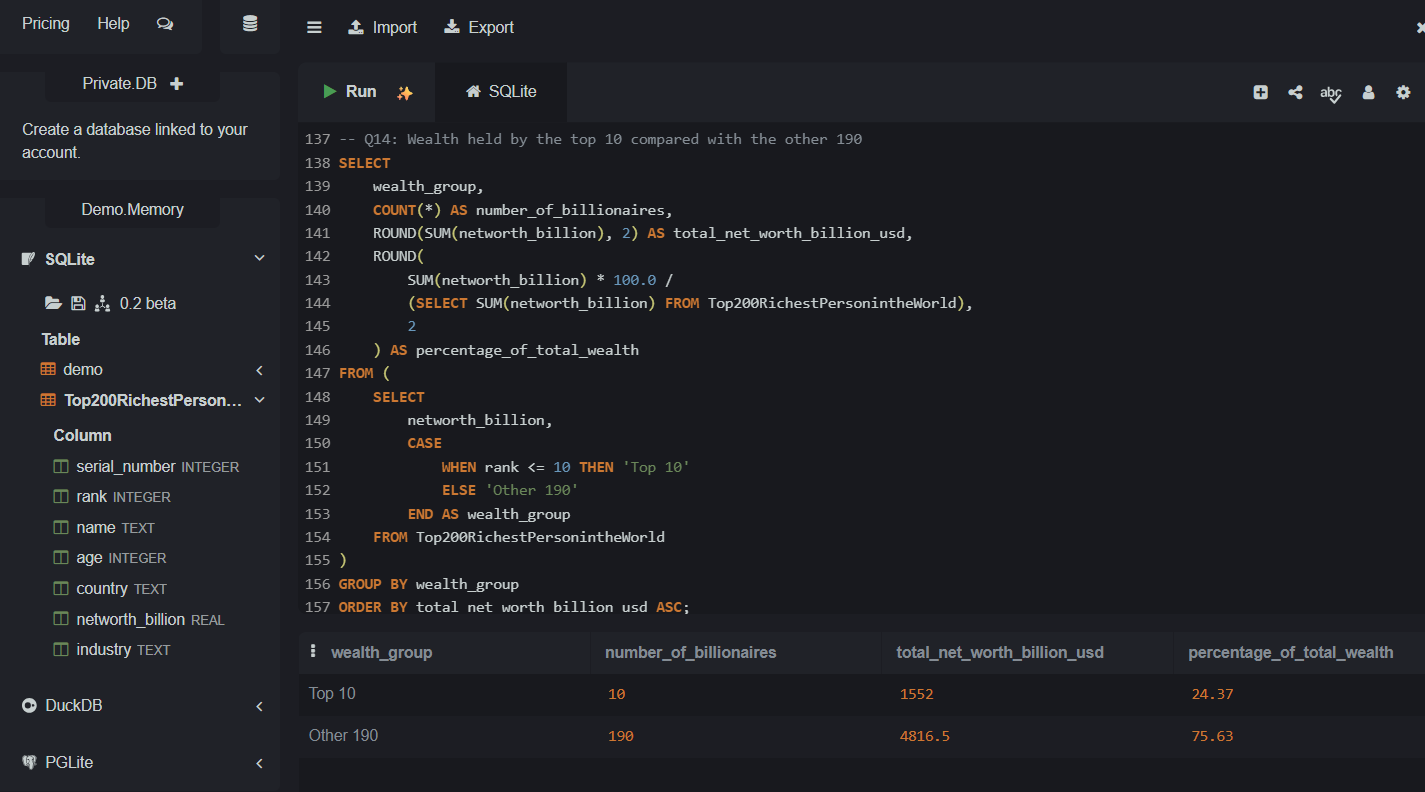 Pricing Help
Import Export
Private.DB
Create a database linked to your
account.
Demo.Memory
SQLite
0.2 beta
Table
demo
Top200RichestPerson...
Column
serial_number INTEGER
rank INTEGER
name TEXT
age INTEGER
country TEXT
networth_billion REAL
industry TEXT
DuckDB
PGLite
Run SQLite abc
137 -- Q14: Wealth held by the top 10 compared with the other 190
138 SELECT
139     wealth_group,
140     COUNT(*) AS number_of_billionaires,
141     ROUND(SUM(networth_billion), 2) AS total_net_worth_billion_usd,
142     ROUND(
143         SUM(networth_billion) * 100.0 /
144         (SELECT SUM(networth_billion) FROM Top200RichestPersonintheWorld),
145         2
146     ) AS percentage_of_total_wealth
147 FROM (
148     SELECT
149         networth_billion,
150         CASE
151             WHEN rank <= 10 THEN 'Top 10'
152             ELSE 'Other 190'
153         END AS wealth_group
154     FROM Top200RichestPersonintheWorld
155 )
156 GROUP BY wealth_group
157 ORDER BY total_net_worth_billion_usd ASC;
wealth_group number_of_billionaires total_net_worth_billion_usd percentage_of_total_wealth
Top 10 10 1552 24.37
Other 190 190 4816.5 75.63